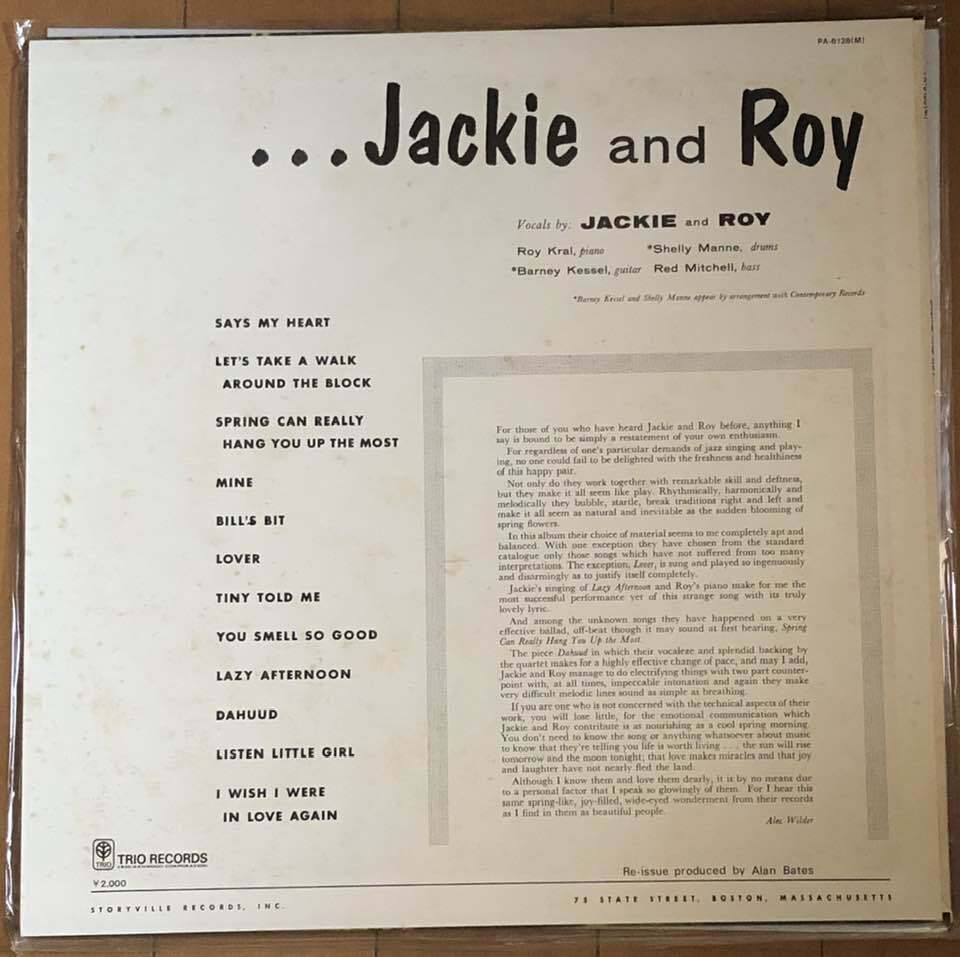 PA-6128(M)
...Jackie and Roy
Vocals by: JACKIE and ROY
Roy Kral, piano *Shelly Manne, drums
*Barney Kessel, guitar Red Mitchell, bass
*Barney Kessel and Shelly Manne appear by arrangement with Contemporary Records
SAYS MY HEART
LET'S TAKE A WALK
AROUND THE BLOCK
SPRING CAN REALLY
HANG YOU UP THE MOST
MINE
BILL'S BIT
LOVER
TINY TOLD ME
YOU SMELL SO GOOD
LAZY AFTERNOON
DAHUUD
LISTEN LITTLE GIRL
I WISH I WERE
IN LOVE AGAIN
For those of you who have heard Jackie and Roy before, anything I
say is bound to be simply a restatement of your own enthusiasm.
For regardless of one's particular demands of jazz singing and play-
ing, no one could fail to be delighted with the freshness and healthiness
of this happy pair.
Not only do they work together with remarkable skill and deftness,
but they make it all seem like play. Rhythmically, harmonically and
melodically they bubble, startle, break traditions right and left and
make it all seem as natural and inevitable as the sudden blooming of
spring flowers.
In this album their choice of material seems to me completely apt and
balanced. With one exception they have chosen from the standard
catalogue only those songs which have not suffered from too many
interpretations. The exception, Lover, is sung and played so ingenuously
and disarmingly as to justify itself completely.
Jackie's singing of Lazy Afternoon and Roy's piano make for me the
most successful performance yet of this strange song with its truly
lovely lyric.
And among the unknown songs they have happened on a very
effective ballad, off-beat though it may sound at first hearing, Spring
Can Really Hang You Up the Most.
The piece Dahuud in which their vocaleze and splendid backing by
the quartet makes for a highly effective change of pace, and may I add,
Jackie and Roy manage to do electrifying things with two part counter-
point with, at all times, impeccable intonation and again they make
very difficult melodic lines sound as simple as breathing.
If you are one who is not concerned with the technical aspects of their
work, you will lose little, for the emotional communication which
Jackie and Roy contribute is as nourishing as a cool spring morning.
You don't need to know the song or anything whatsoever about music
to know that they're telling you life is worth living . . . the sun will rise
tomorrow and the moon tonight; that love makes miracles and that joy
and laughter have not nearly fled the land.
Although I know them and love them dearly, it is by no means due
to a personal factor that I speak so glowingly of them. For I hear this
same spring-like, joy-filled, wide-eyed wonderment from their records
as I find in them as beautiful people.
Alec Wilder
TRIO
TRIO RECORDS
¥2,000
Re-issue produced by Alan Bates
STORYVILLE RECORDS, INC.
75 STATE STREET, BOSTON, MASSACHUSETTS